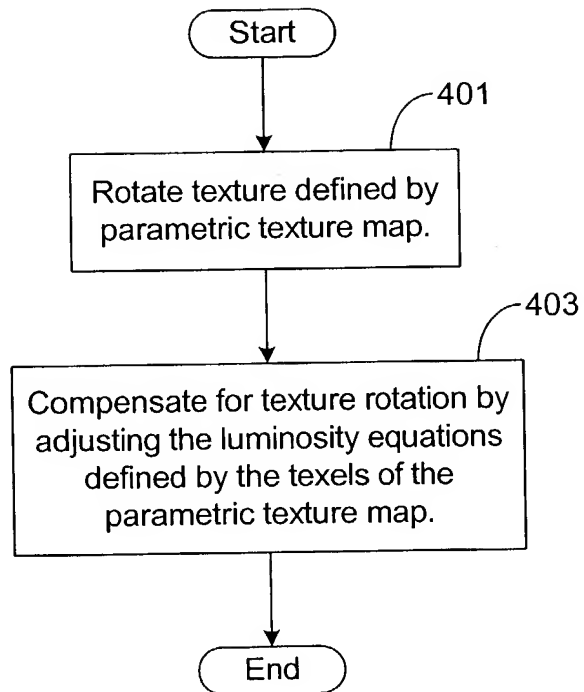 Start
401
Rotate texture defined by
parametric texture map.
403
Compensate for texture rotation by
adjusting the luminosity equations
defined by the texels of the
parametric texture map.
End